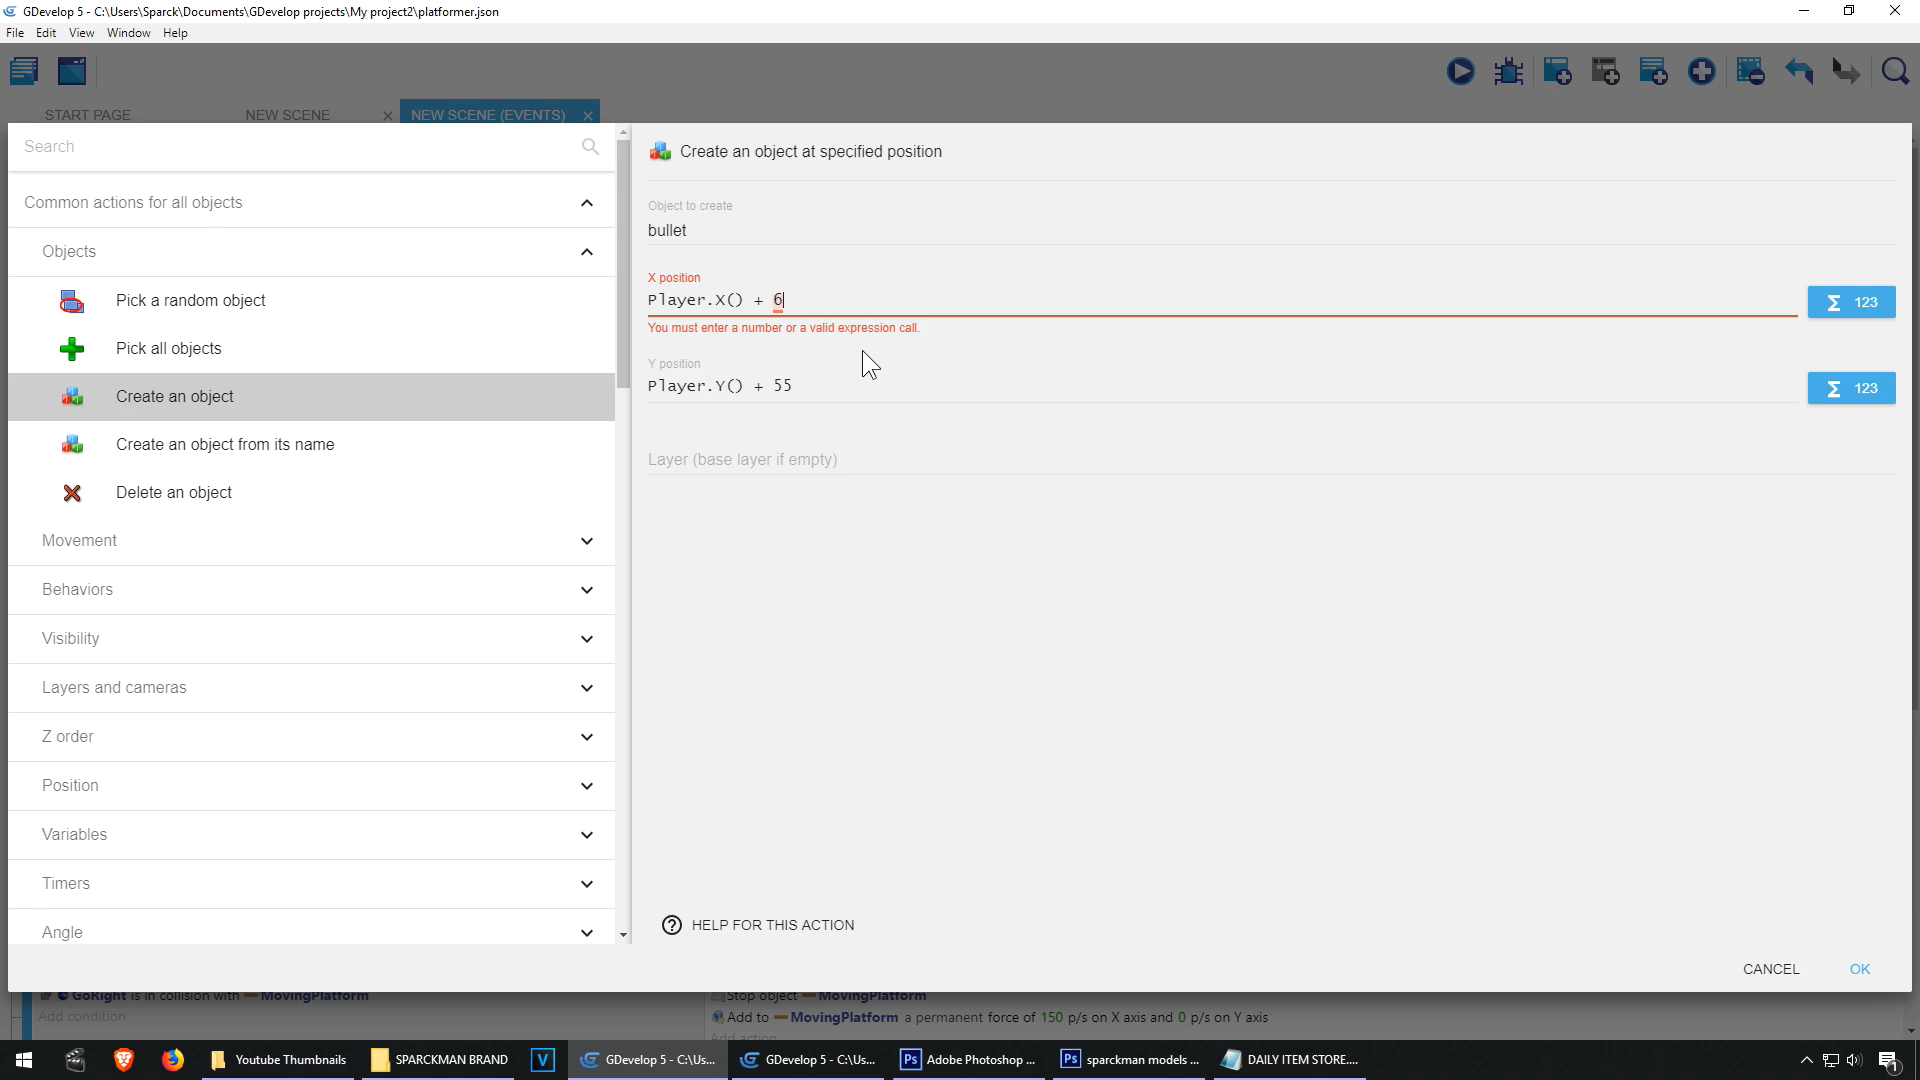 GDevelop 5 - C:\Users\Sparck\Documents\GDevelop projects\My project2\platformer.json
File Edit View Window Help
START PAGE NEW SCENE NEW SCENE (EVENTS)
Search
Common actions for all objects
Objects
Pick a random object
Pick all objects
Create an object
Create an object from its name
Delete an object
Movement
Behaviors
Visibility
Layers and cameras
Z order
Position
Variables
Timers
Angle
Create an object at specified position
Object to create
bullet
X position
Player.X() + 6
Σ 123
You must enter a number or a valid expression call.
Y position
Player.Y() + 55
Σ 123
Layer (base layer if empty)
HELP FOR THIS ACTION
CANCEL OK
GoRight is in collision with MovingPlatform
Add condition
Stop object MovingPlatform
Add to MovingPlatform a permanent force of 150 p/s on X axis and 0 p/s on Y axis
Add action
Youtube Thumbnails SPARCKMAN BRAND V GDevelop 5 - C:\Us... GDevelop 5 - C:\Us... Ps Adobe Photoshop ... Ps sparckman models ... DAILY ITEM STORE.... 1